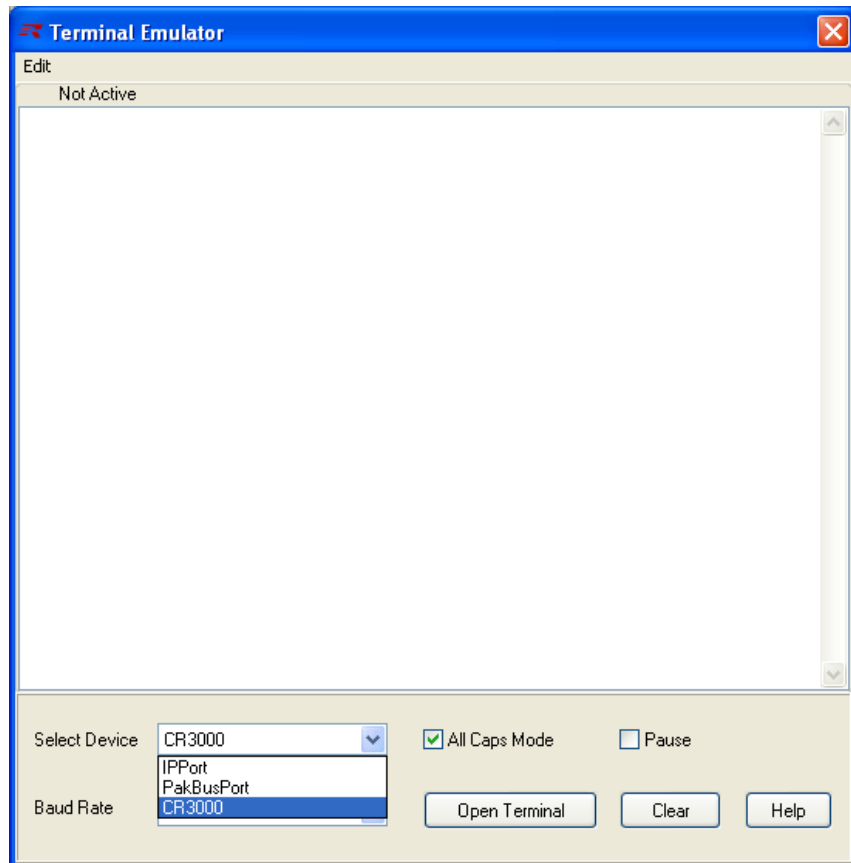 Terminal Emulator
Edit
Not Active
Select Device CR3000 All Caps Mode Pause
IPPort
PakBusPort
CR3000
Baud Rate Open Terminal Clear Help